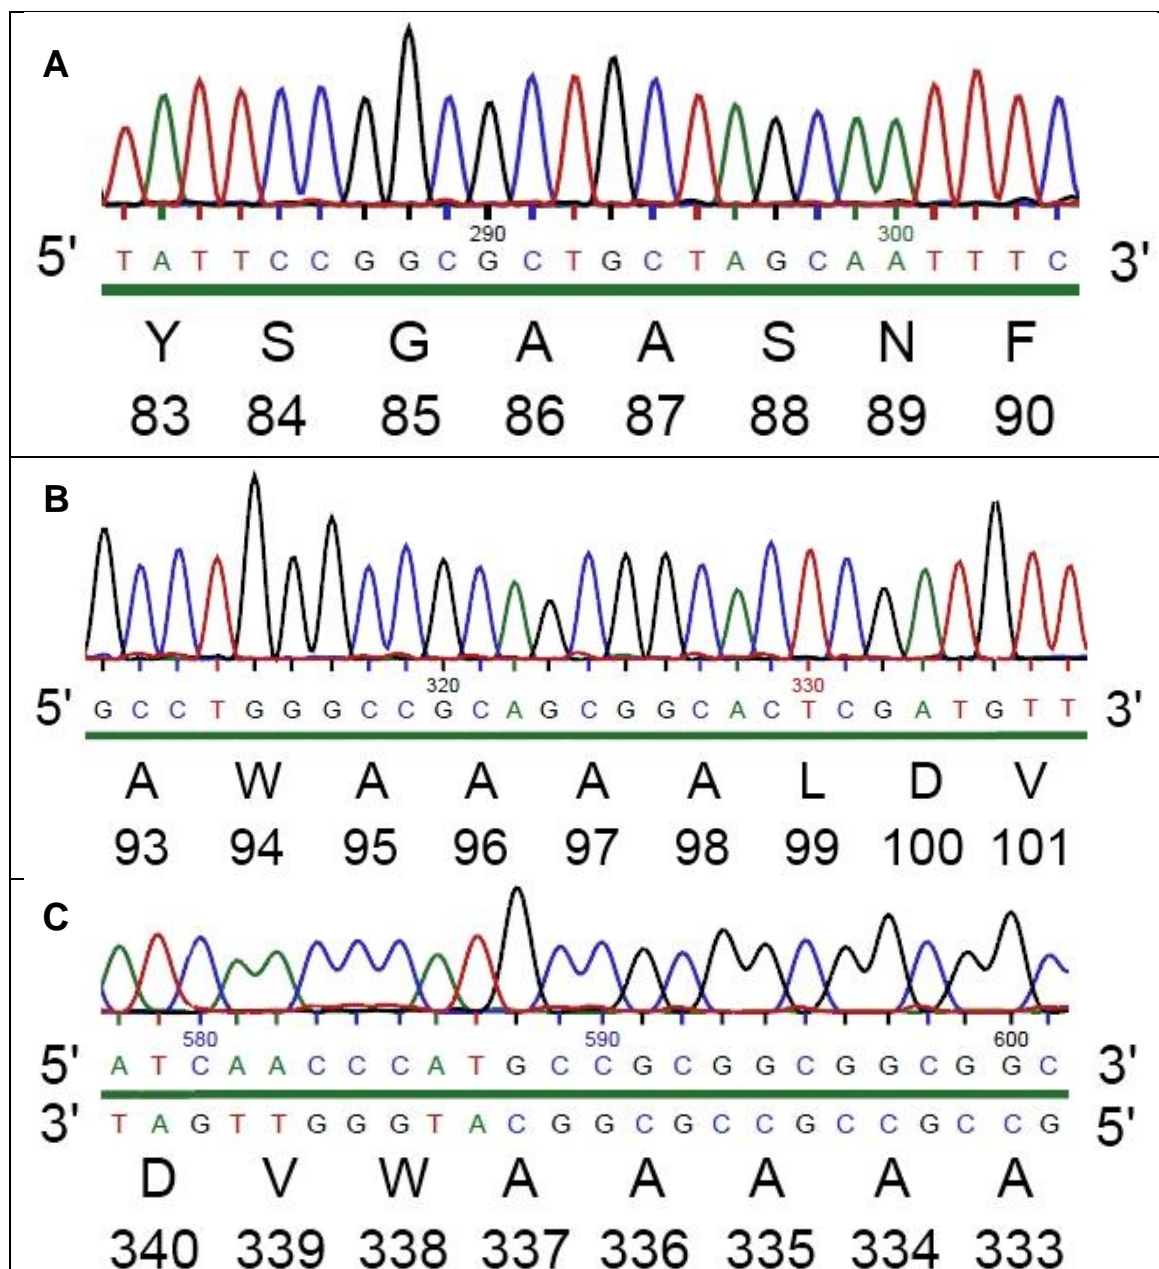 A
290 300
5' T A T T C C G G C G C T G C T A G C A A T T T C 3'
Y S G A A S N F
83 84 85 86 87 88 89 90
B
320 330
5' G C C T G G G C C G C A G C G G C A C T C G A T G T T 3'
A W A A A A L D V
93 94 95 96 97 98 99 100 101
C
580 590 600
5' A T C A A C C C A T G C C G C G G C G G C G G C 3'
3' T A G T T G G G T A C G G C G C C G C C G C C G 5'
D V W A A A A A
340 339 338 337 336 335 334 333